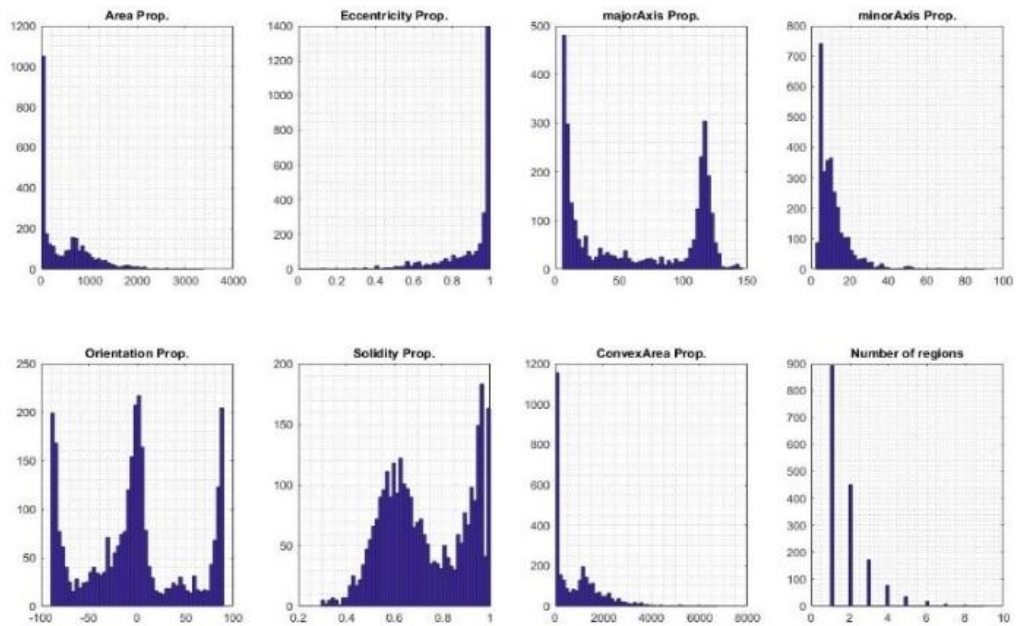 Area Prop. Eccentricity Prop. majorAxis Prop. minorAxis Prop.
1200 1400 500 800
1000 1200 400 700
800 1000 300 600
600 800 200 500
400 600 100 400
200 400 0 300
0 200 200
0 100
0
0 1000 2000 3000 4000 0 0.2 0.4 0.6 0.8 1 0 50 100 150 0 20 40 60 80 100
Orientation Prop. Solidity Prop. ConvexArea Prop. Number of regions
250 200 1200 900
200 150 1000 800
150 100 800 700
100 50 600 600
50 0 400 500
0 200 400
0 300
200
100
0
-100 -50 0 50 100 0.2 0.4 0.6 0.8 1 0 2000 4000 6000 8000 0 2 4 6 8 10